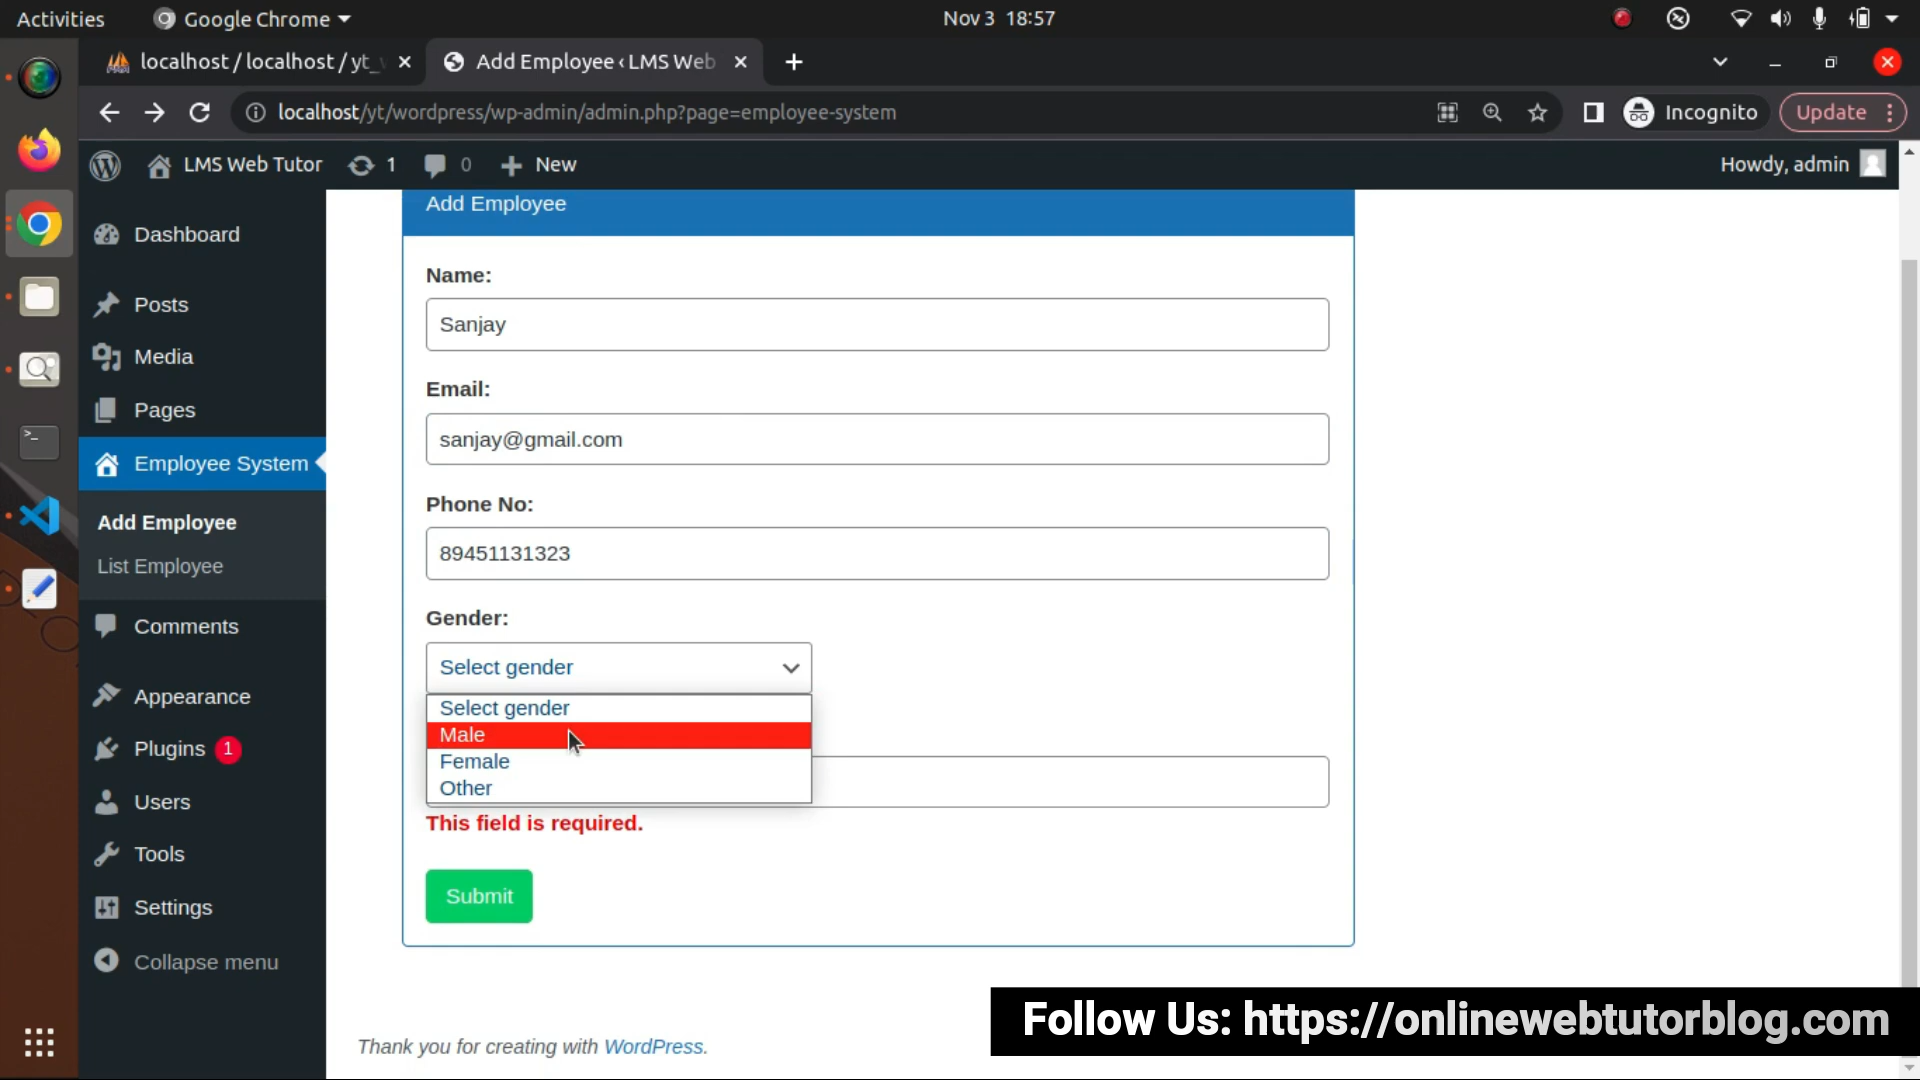 Activities
Google Chrome
Nov 3 18:57
localhost / localhost / yt_
Add Employee ‹ LMS Web
localhost/yt/wordpress/wp-admin/admin.php?page=employee-system
Incognito
Update
LMS Web Tutor
1
0
New
Howdy, admin
Dashboard
Posts
Media
Pages
Employee System
Add Employee
List Employee
Comments
Appearance
Plugins 1
Users
Tools
Settings
Collapse menu
Add Employee
Name:
Sanjay
Email:
sanjay@gmail.com
Phone No:
89451131323
Gender:
Select gender
Select gender
Male
Female
Other
This field is required.
Submit
Thank you for creating with WordPress.
Follow Us: https://onlinewebtutorblog.com